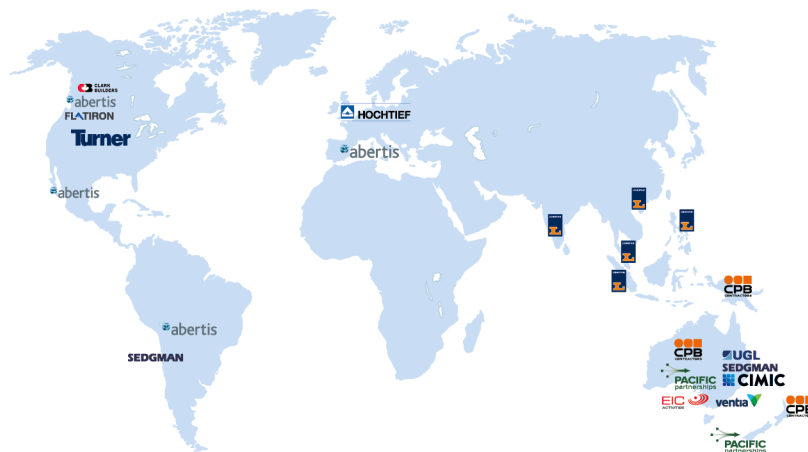 CLARK
BUILDERS
abertis
FLATIRON
Turner
abertis
HOCHTIEF
abertis
L
L
L
L
L
abertis
SEDGMAN
CPB
CONTRACTORS
CPB
CONTRACTORS
UGL
SEDGMAN
CIMIC
PACIFIC
partnerships
EIC
ACTIVITIES
ventia
CPB
PACIFIC
partnerships